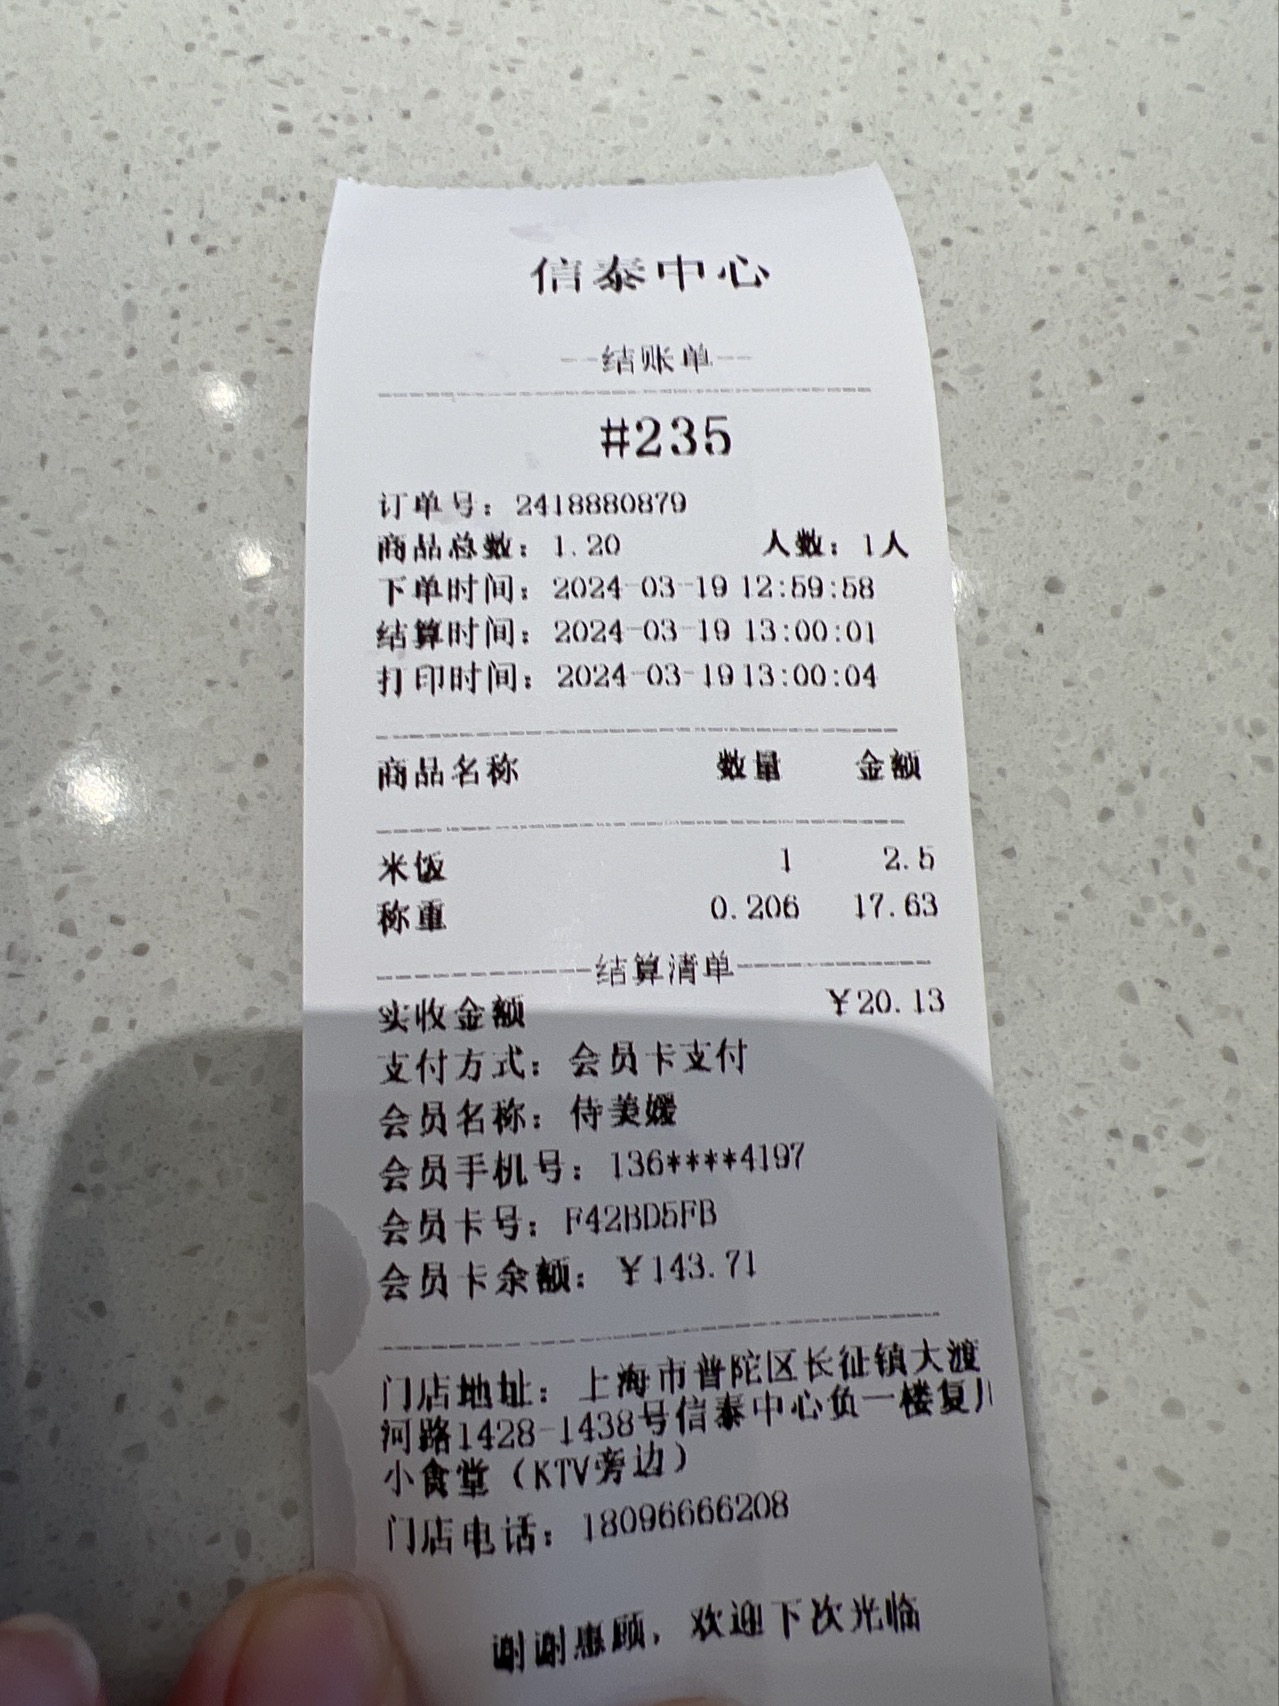 信泰中心
--结账单--
#235
订单号：2418880879
商品总数：1.20 人数：1人
下单时间：2024-03-19 12:59:58
结算时间：2024-03-19 13:00:01
打印时间：2024-03-19 13:00:04
商品名称 数量 金额
米饭 1 2.5
称重 0.206 17.63
结算清单
实收金额 ￥20.13
支付方式：会员卡支付
会员名称：侍美媛
会员手机号：136****4197
会员卡号：F42BD5FB
会员卡余额：￥143.71
门店地址：上海市普陀区长征镇大渡
河路1428-1438号信泰中心负一楼复
小食堂（KTV旁边）
门店电话：18096666208
谢谢惠顾，欢迎下次光临